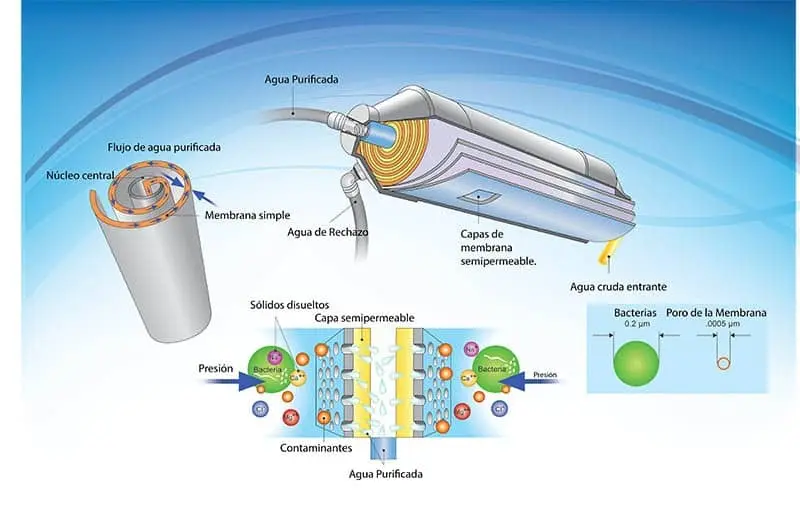 Agua Purificada
Flujo de agua purificada
Núcleo central
Membrana simple
Agua de Rechazo
Capas de
membrana
semipermeable.
Agua cruda entrante
Sólidos disueltos
Capa semipermeable
Bacterias
0.2 µm
Poro de la Membrana
.0005 µm
Presión
Bacteria
Bacteria
Presión
Contaminantes
Agua Purificada